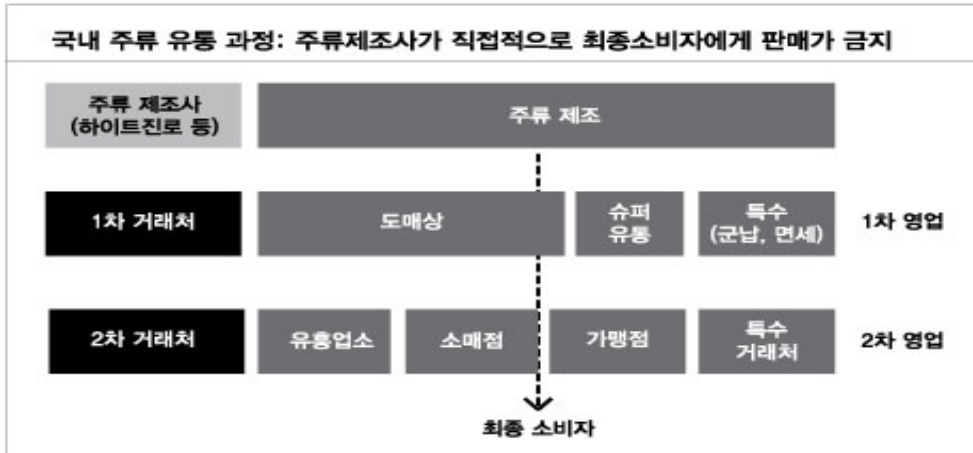 국내 주류 유통 과정: 주류제조사가 직접적으로 최종소비자에게 판매가 금지
주류 제조사
(하이트진로 등)
주류 제조
1차 거래처
도매상
슈퍼
유통
특수
(군납, 면세)
1차 영업
2차 거래처
유흥업소
소매점
가맹점
특수
거래처
2차 영업
최종 소비자